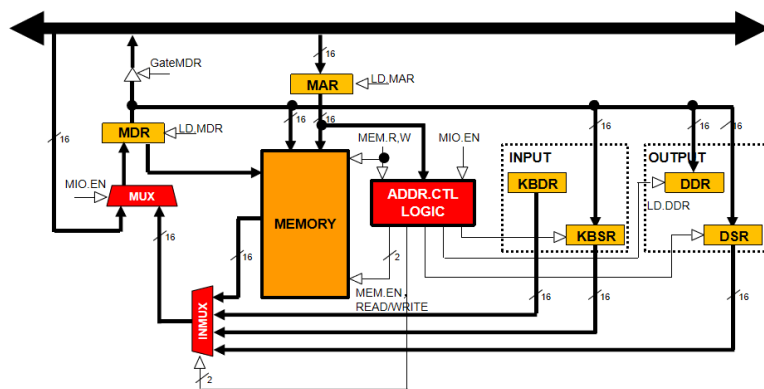 16
GateMDR
MAR
LD.MAR
16
16
16
16
16
16
MDR
LD.MDR
MEM.R,W
MIO.EN
INPUT
OUTPUT
MIO.EN
MUX
MEMORY
ADDR.CTL
LOGIC
KBDR
DDR
LD.DDR
KBSR
DSR
16
16
2
MEM.EN,
READ/WRITE
16
16
16
INMUX
2